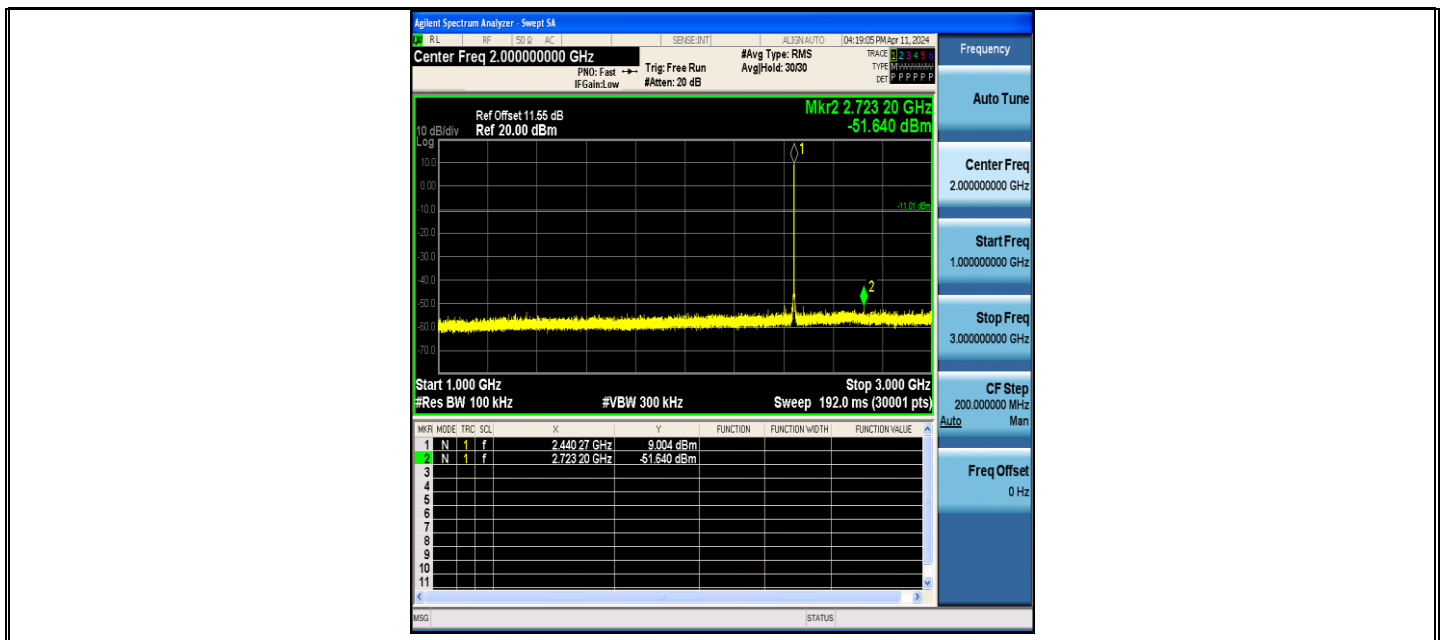 Agilent Spectrum Analyzer - Swept SA
RL RF 50 Ω AC SENSE:INT ALIGN AUTO 04:19:05 PM Apr 11, 2024
Center Freq 2.000000000 GHz
PNO: Fast
IFGain:Low
Trig: Free Run
#Atten: 20 dB
#Avg Type: RMS
Avg|Hold: 30/30
TRACE 1 2 3 4 5 6
TYPE
DET P P P P P P
Mkr2 2.723 20 GHz
-51.640 dBm
Ref Offset 11.55 dB
Ref 20.00 dBm
10 dB/div
Log
10.0
0.00
-10.0
-20.0
-30.0
-40.0
-50.0
-60.0
-70.0
1
-11.01 dBm
2
Start 1.000 GHz
Stop 3.000 GHz
#Res BW 100 kHz
#VBW 300 kHz
Sweep 192.0 ms (30001 pts)
MKR MODE TRC SCL X Y FUNCTION FUNCTION WIDTH FUNCTION VALUE
1 N 1 f 2.440 27 GHz 9.004 dBm
2 N 1 f 2.723 20 GHz -51.640 dBm
3
4
5
6
7
8
9
10
11
MSG
STATUS
Frequency
Auto Tune
Center Freq
2.000000000 GHz
Start Freq
1.000000000 GHz
Stop Freq
3.000000000 GHz
CF Step
200.000000 MHz
Auto Man
Freq Offset
0 Hz